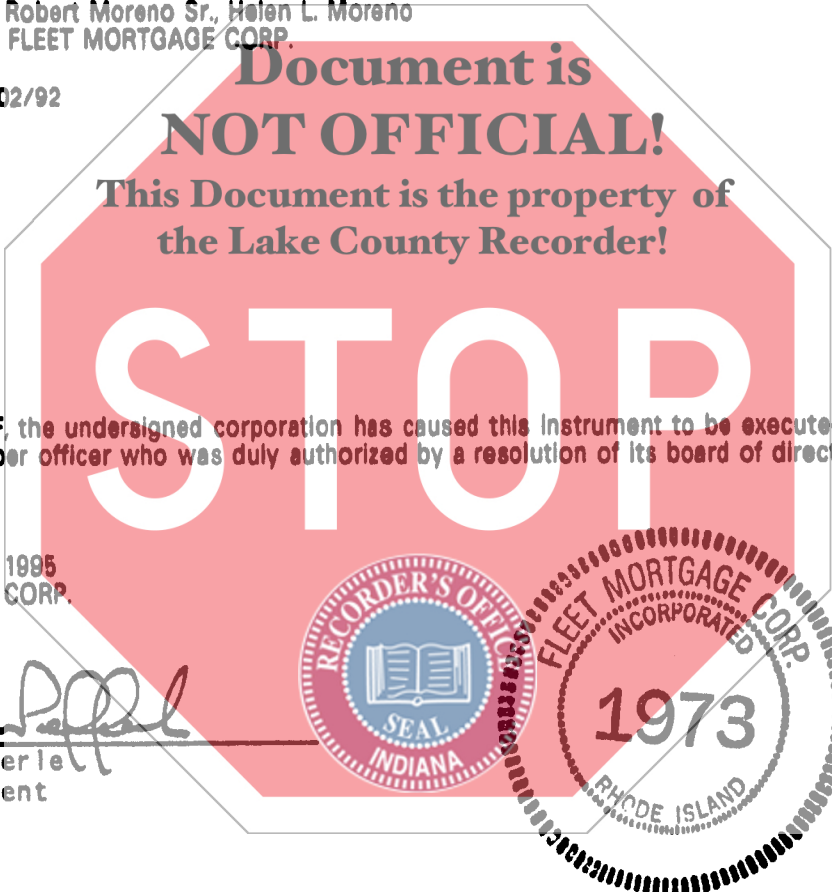 Robert Moreno Sr., Helen L. Moreno
FLEET MORTGAGE CORP.
Document is
02/92
NOT OFFICIAL!
This Document is the property of
the Lake County Recorder!
STOP
, the undersigned corporation has caused this instrument to be execute
er officer who was duly authorized by a resolution of its board of direct
1995
CORP.
RECORDER'S OFFICE
SEAL
INDIANA
FLEET MORTGAGE CORP.
INCORPORATED
1973
RHODE ISLAND
erle
ent